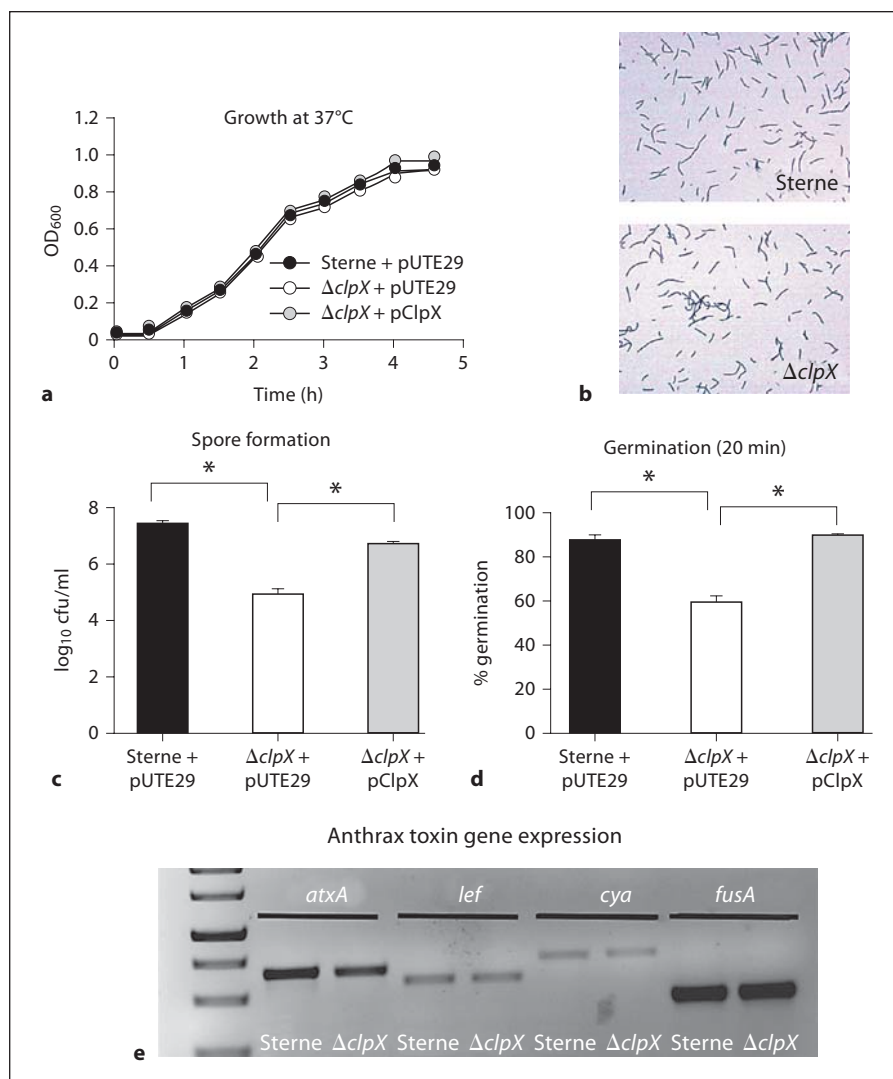 1.2
1.0
0.8
0.6
0.4
0.2
0
OD600
Growth at 37°C
Sterne + pUTE29
ΔclpX + pUTE29
ΔclpX + pClpX
0 1 2 3 4 5
Time (h)
a
Sterne
ΔclpX
b
Spore formation
* *
8
6
4
2
0
log10 cfu/ml
Sterne +
pUTE29
ΔclpX +
pUTE29
ΔclpX +
pClpX
c
Germination (20 min)
* *
100
80
60
40
20
0
% germination
Sterne +
pUTE29
ΔclpX +
pUTE29
ΔclpX +
pClpX
d
Anthrax toxin gene expression
atxA lef cya fusA
Sterne ΔclpX Sterne ΔclpX Sterne ΔclpX Sterne ΔclpX
e